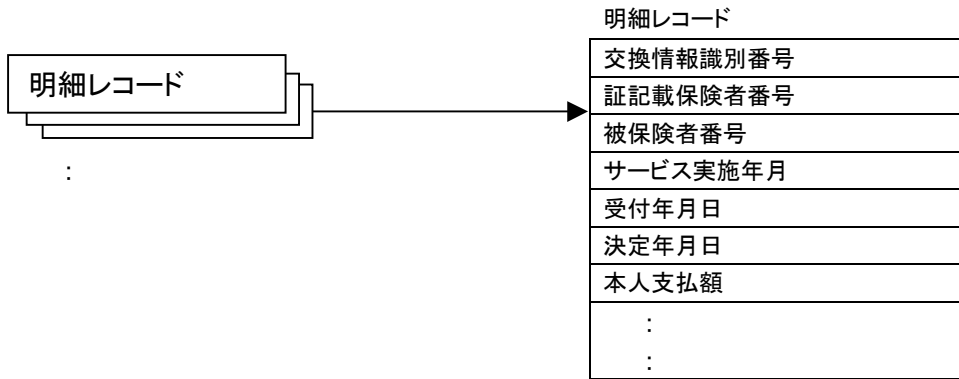 明細レコード
:
明細レコード
交換情報識別番号
証記載保険者番号
被保険者番号
サービス実施年月
受付年月日
決定年月日
本人支払額
:
: